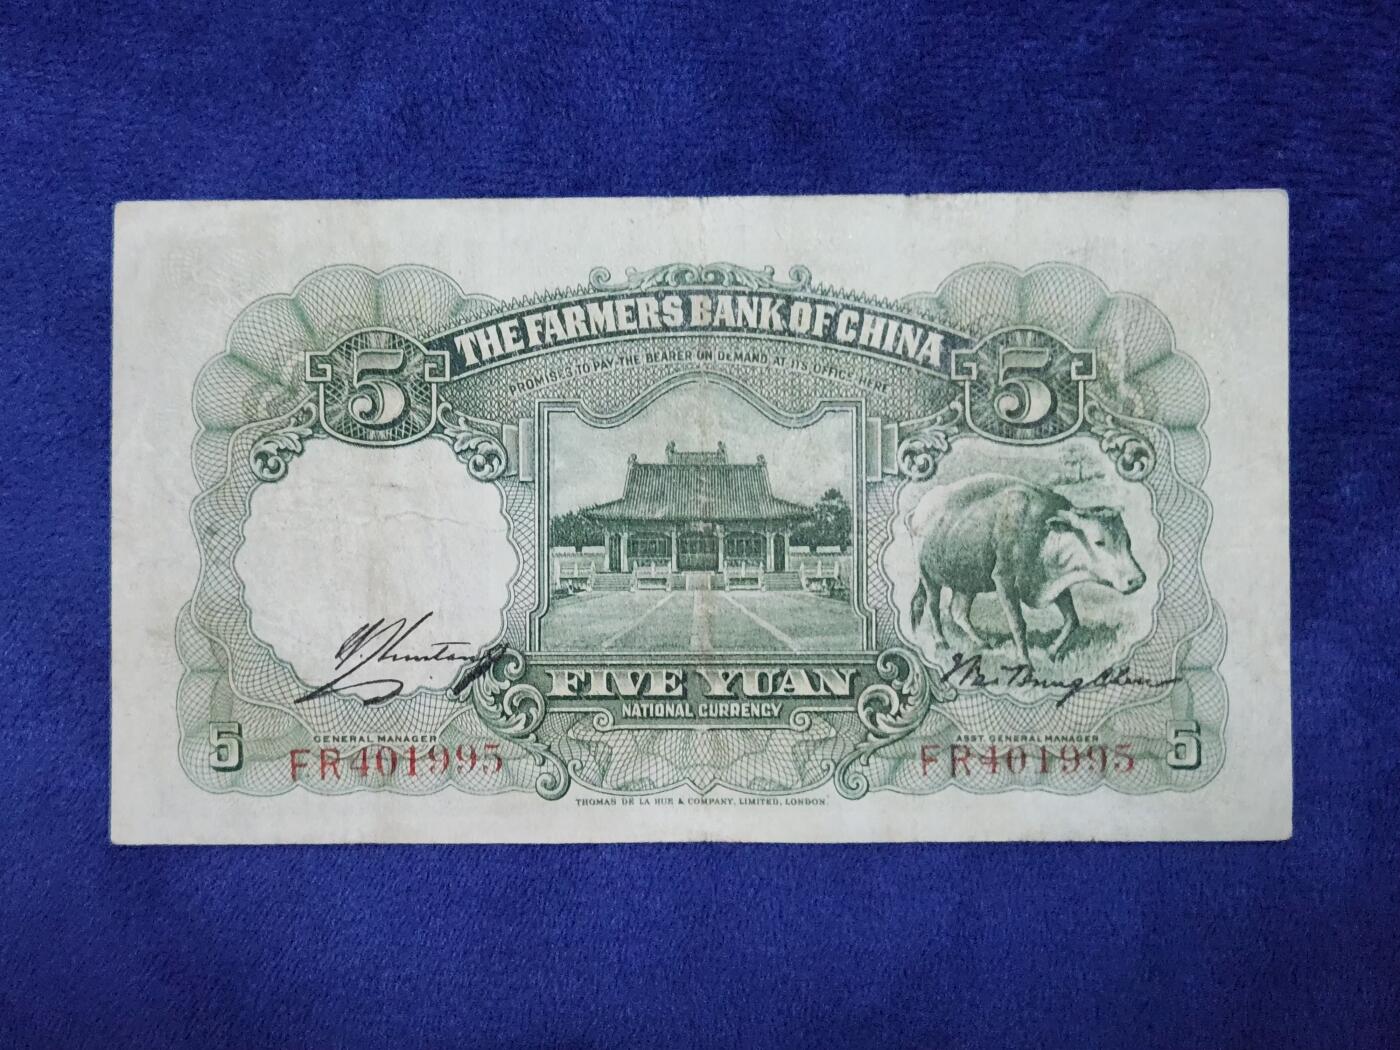 THE FARMERS BANK OF CHINA
PROMISES TO PAY THE BEARER ON DEMAND AT ITS OFFICE HERE
5 5
FIVE YUAN
NATIONAL CURRENCY
GENERAL MANAGER ASST. GENERAL MANAGER
5 FR401995 FR401995 5
THOMAS DE LA RUE & COMPANY, LIMITED, LONDON.